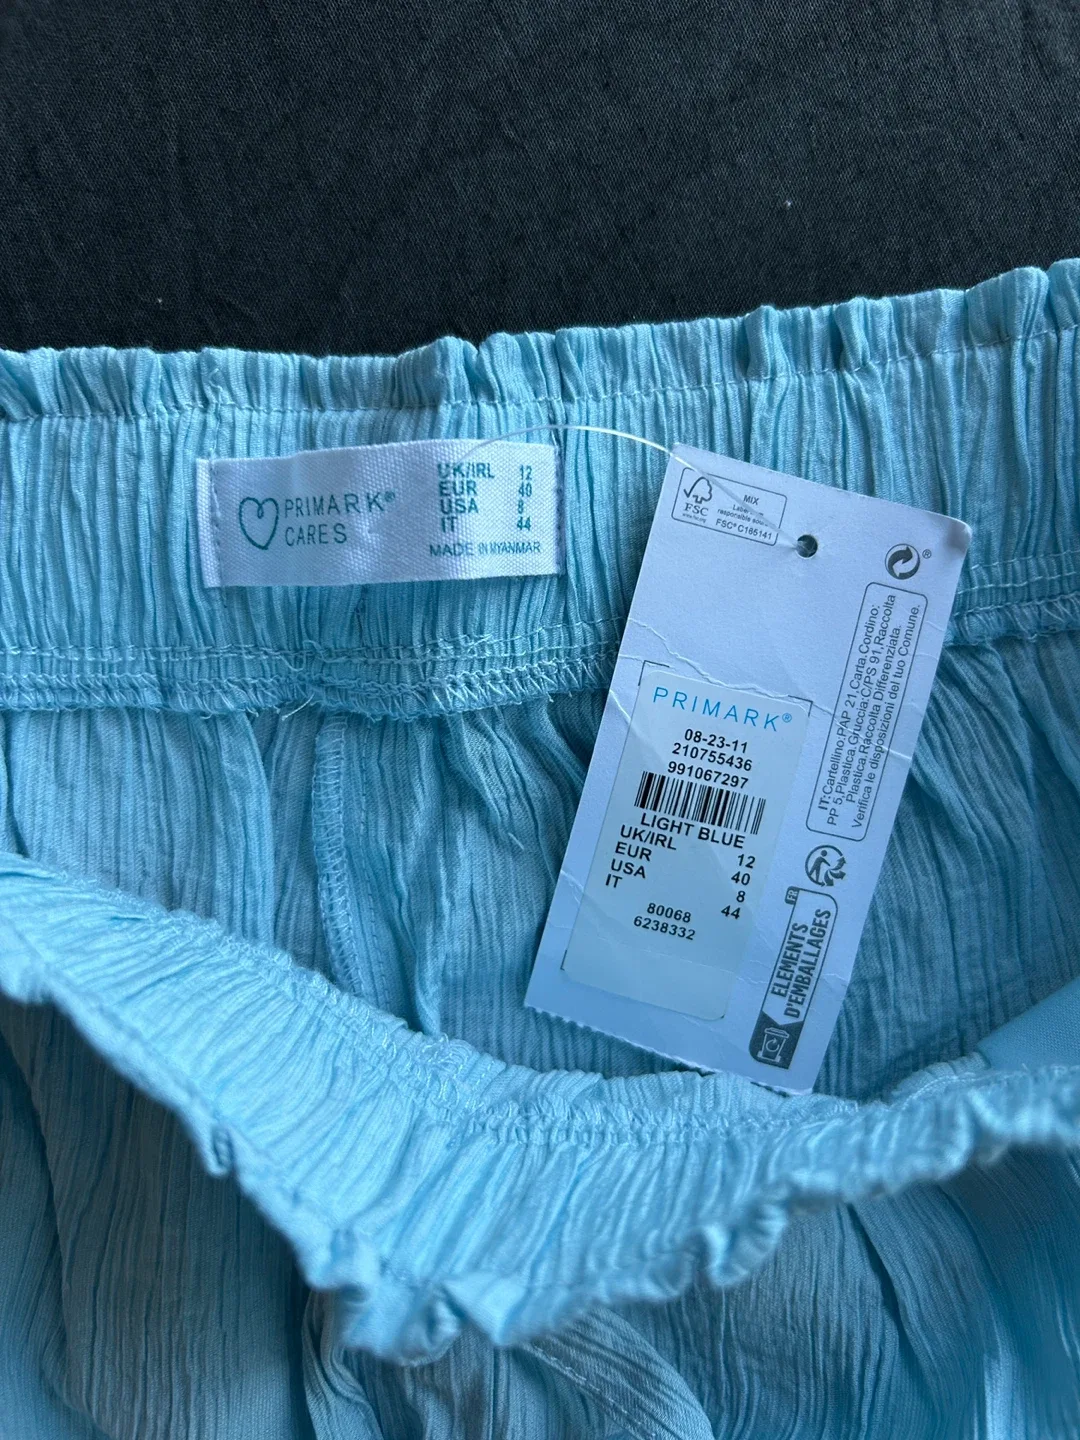 PRIMARK®
CARES
UK/IRL 12
EUR 40
USA 8
IT 44
MADE IN MYANMAR
FSC
MIX
responsible
FSC® C165141
®
IT:Cartellino:PAP 21,Carta.Cordino:
PP 5,Plastica.Gruccia:C/PS 91,Raccolta
Plastica.Raccolta Differenziata.
Verifica le disposizioni del tuo Comune.
PRIMARK®
08-23-11
210755436
991067297
LIGHT BLUE
UK/IRL 12
EUR 40
USA 8
IT 44
80068
6238332
FR
ELEMENTS
D'EMBALLAGES